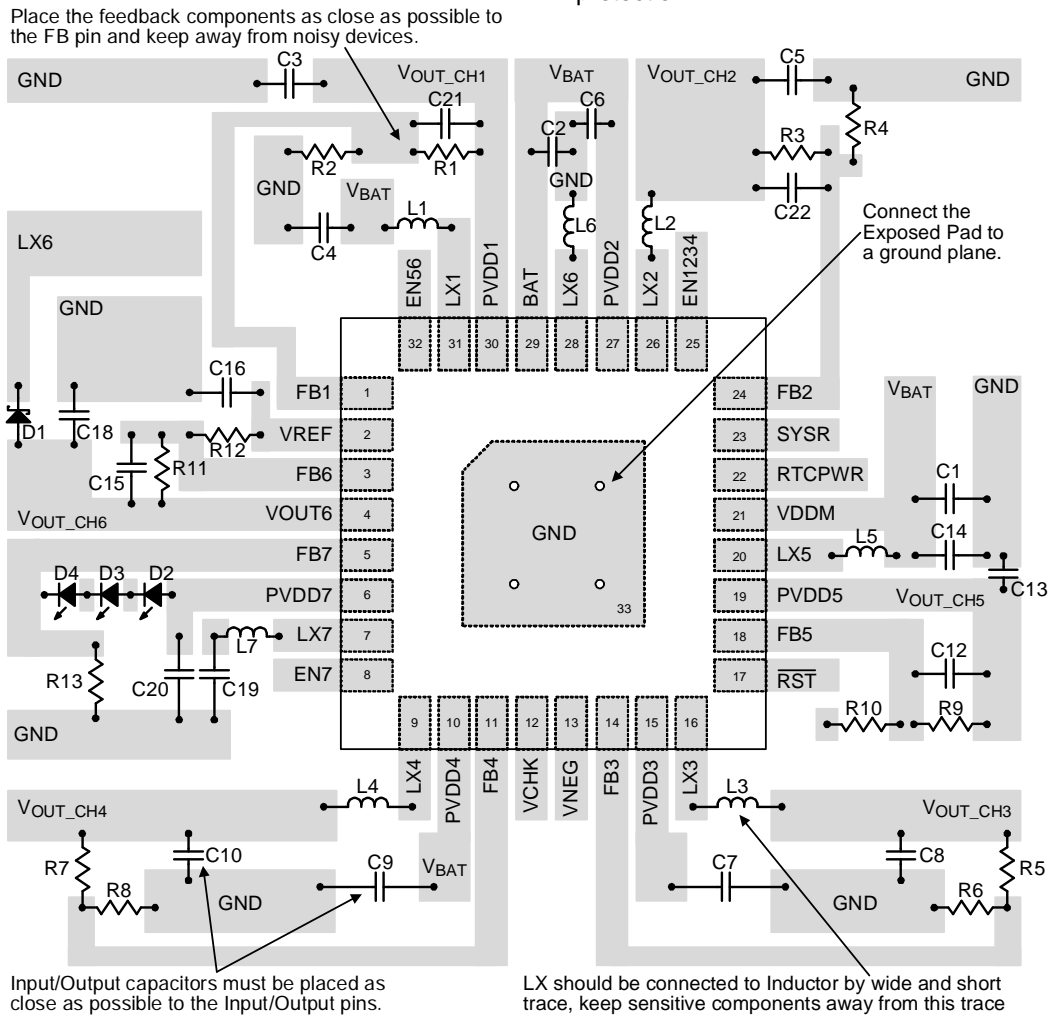 Place the feedback components as close as possible to
the FB pin and keep away from noisy devices.
GND
C3
VOUT_CH1
VBAT
VOUT_CH2
C5
GND
C21
C6
C2
R4
R2
R1
R3
GND
VBAT
GND
C22
L1
L6
L2
C4
Connect the
Exposed Pad to
a ground plane.
LX6
EN56
LX1
PVDD1
BAT
LX6
PVDD2
LX2
EN1234
GND
32
31
30
29
28
27
26
25
C16
FB1
1
24
FB2
VBAT
GND
D1
C18
R12
VREF
2
23
SYSR
C15
R11
FB6
3
22
RTCPWR
C1
VOUT_CH6
VOUT6
4
GND
21
VDDM
L5
C14
FB7
5
20
LX5
D4
D3
D2
C13
PVDD7
6
33
19
PVDD5
VOUT_CH5
LX7
7
18
FB5
L7
C12
R13
C20
C19
EN7
8
17
RST
R10
R9
GND
9
10
11
12
13
14
15
16
LX4
PVDD4
FB4
VCHK
VNEG
FB3
PVDD3
LX3
L4
L3
VOUT_CH4
VOUT_CH3
R7
C10
C9
VBAT
C7
C8
R5
R8
GND
GND
R6
Input/Output capacitors must be placed as
close as possible to the Input/Output pins.
LX should be connected to Inductor by wide and short
trace, keep sensitive components away from this trace